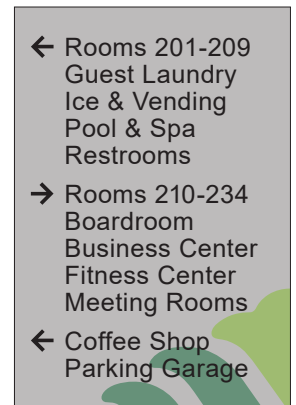 ← Rooms 201-209
Guest Laundry
Ice & Vending
Pool & Spa
Restrooms
→ Rooms 210-234
Boardroom
Business Center
Fitness Center
Meeting Rooms
← Coffee Shop
Parking Garage